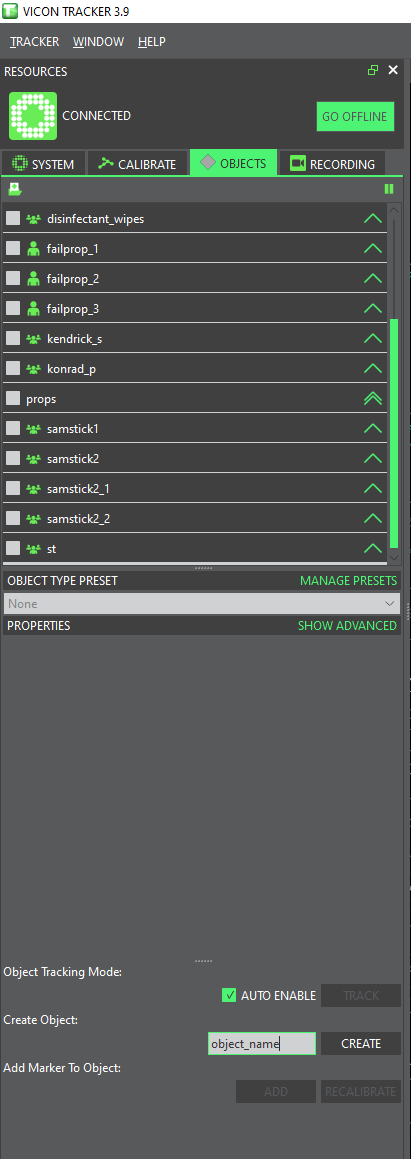 VICON TRACKER 3.9
TRACKER WINDOW HELP
RESOURCES
CONNECTED
GO OFFLINE
SYSTEM CALIBRATE OBJECTS RECORDING
disinfectant_wipes
failprop_1
failprop_2
failprop_3
kendrick_s
konrad_p
props
samstick1
samstick2
samstick2_1
samstick2_2
st
OBJECT TYPE PRESET MANAGE PRESETS
None
PROPERTIES SHOW ADVANCED
Object Tracking Mode:
AUTO ENABLE TRACK
Create Object:
object_name CREATE
Add Marker To Object:
ADD RECALIBRATE